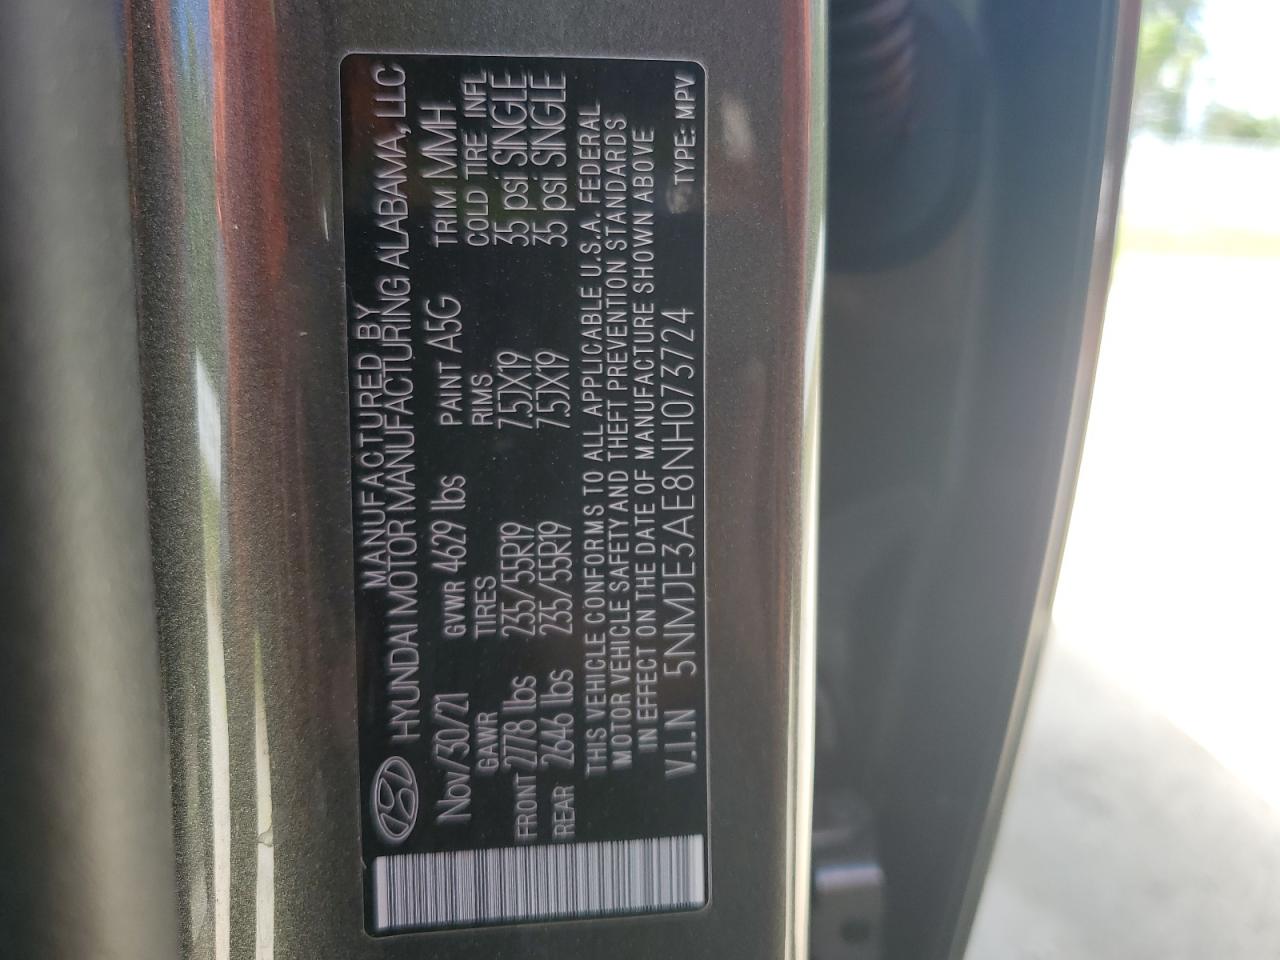 MANUFACTURED BY
HYUNDAI MOTOR MANUFACTURING ALABAMA, LLC
Nov/30/21 GVWR 4629 lbs PAINT A5G TRIM MMH
GAWR TIRES RIMS COLD TIRE INFL
FRONT 2778 lbs 235/55R19 7.5JX19 35 psi SINGLE
REAR 2646 lbs 235/55R19 7.5JX19 35 psi SINGLE
THIS VEHICLE CONFORMS TO ALL APPLICABLE U.S.A. FEDERAL
MOTOR VEHICLE SAFETY AND THEFT PREVENTION STANDARDS
IN EFFECT ON THE DATE OF MANUFACTURE SHOWN ABOVE
V.I.N 5NMJE3AE8NH073724 TYPE: MPV